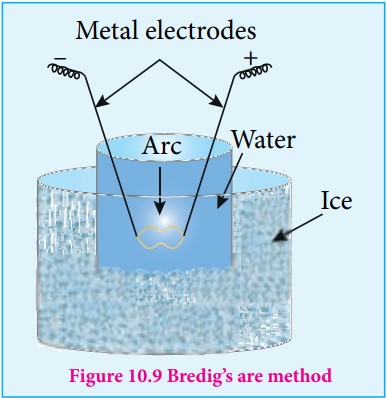 Metal electrodes
− +
Arc
Water
Ice
Figure 10.9 Bredig's are method